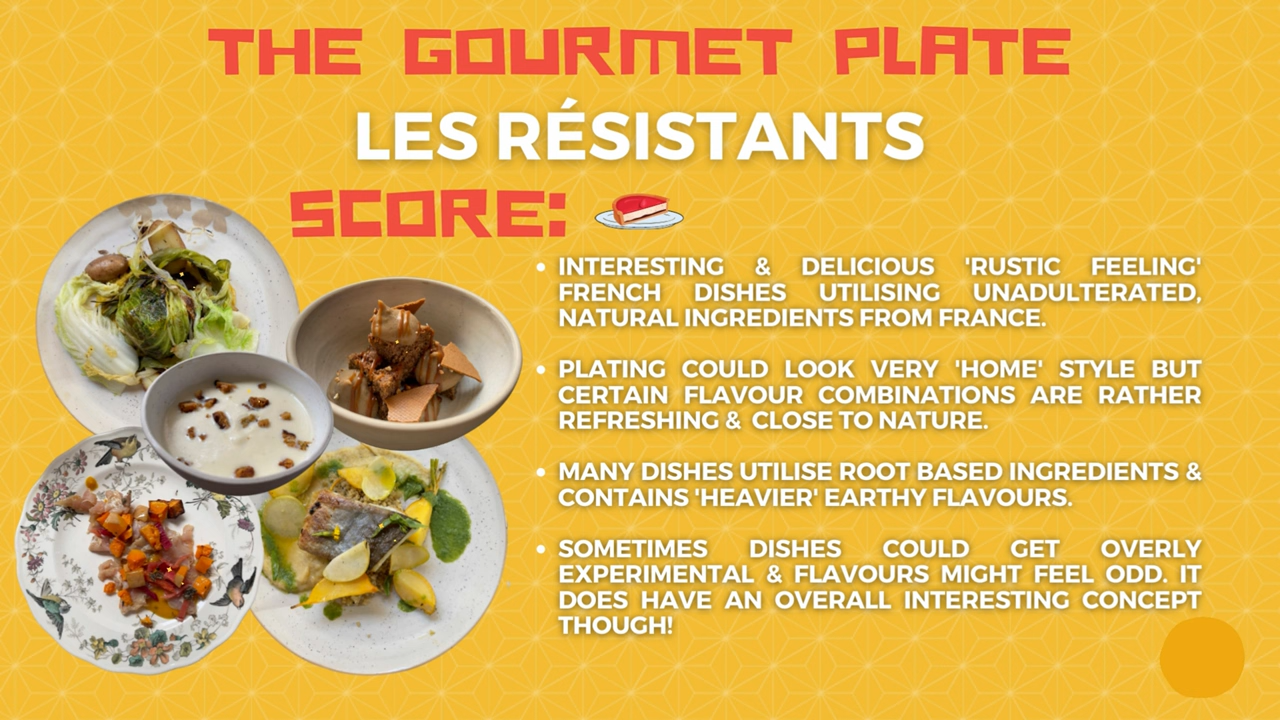 THE GOURMET PLATE
LES RÉSISTANTS
SCORE:
• INTERESTING & DELICIOUS 'RUSTIC FEELING'
FRENCH DISHES UTILISING UNADULTERATED,
NATURAL INGREDIENTS FROM FRANCE.
• PLATING COULD LOOK VERY 'HOME' STYLE BUT
CERTAIN FLAVOUR COMBINATIONS ARE RATHER
REFRESHING & CLOSE TO NATURE.
• MANY DISHES UTILISE ROOT BASED INGREDIENTS &
CONTAINS 'HEAVIER' EARTHY FLAVOURS.
• SOMETIMES DISHES COULD GET OVERLY
EXPERIMENTAL & FLAVOURS MIGHT FEEL ODD. IT
DOES HAVE AN OVERALL INTERESTING CONCEPT
THOUGH!